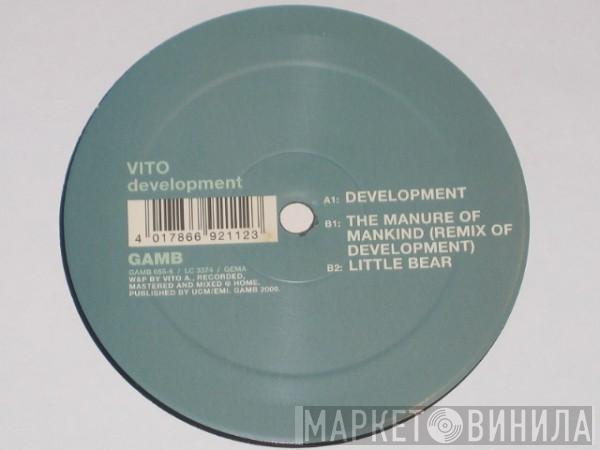 VITO
development
4 017866 921123
GAMB
GAMB 055-6 / LC 3374 / GEMA
W&P BY VITO A., RECORDED,
MASTERED AND MIXED @ HOME.
PUBLISHED BY UCM/EMI. GAMB 2000.
A1: DEVELOPMENT
B1: THE MANURE OF
MANKIND (REMIX OF
DEVELOPMENT)
B2: LITTLE BEAR
МАРКЕТ ВИНИЛА